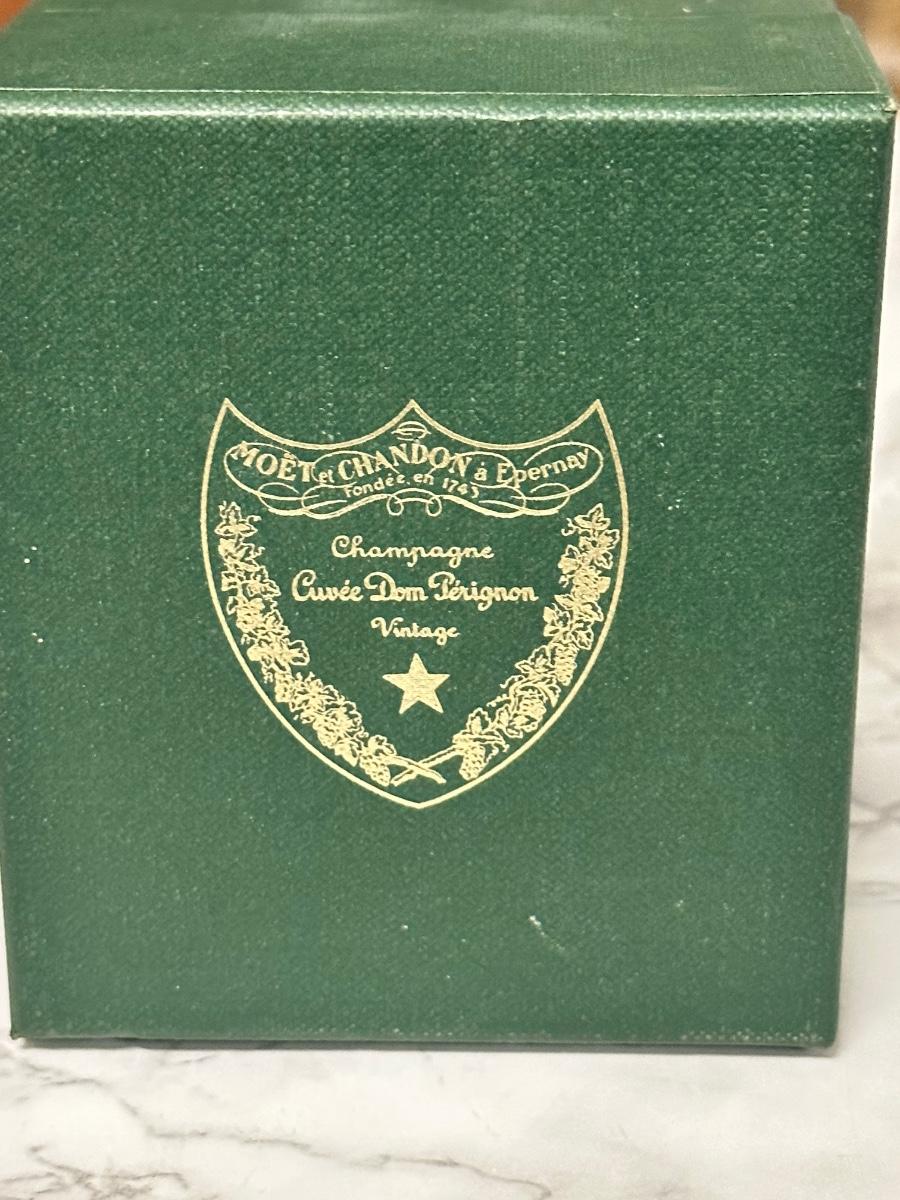 MOËT et CHANDON à Epernay
Fondée en 1743
Champagne
Cuvée Dom Pérignon
Vintage